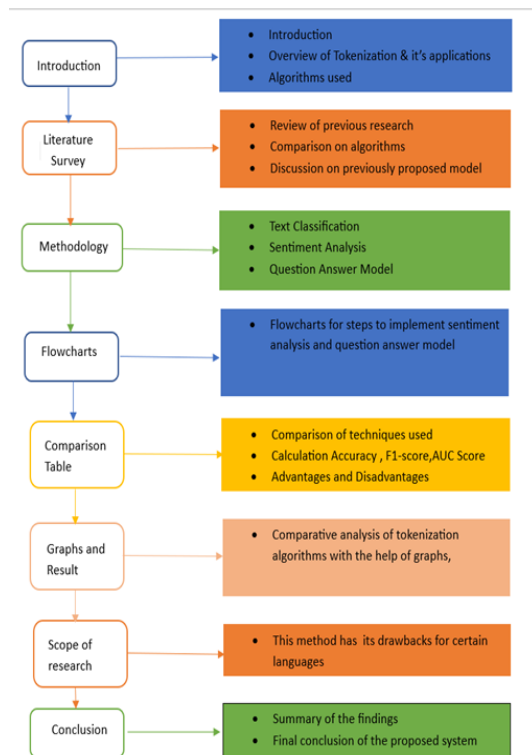 Introduction
• Introduction
• Overview of Tokenization & it's applications
• Algorithms used
Literature
Survey
• Review of previous research
• Comparison on algorithms
• Discussion on previously proposed model
Methodology
• Text Classification
• Sentiment Analysis
• Question Answer Model
Flowcharts
• Flowcharts for steps to implement sentiment
analysis and question answer model
Comparison
Table
• Comparison of techniques used
• Calculation Accuracy , F1-score,AUC Score
• Advantages and Disadvantages
Graphs and
Result
• Comparative analysis of tokenization
algorithms with the help of graphs,
Scope of
research
• This method has its drawbacks for certain
languages
Conclusion
• Summary of the findings
• Final conclusion of the proposed system